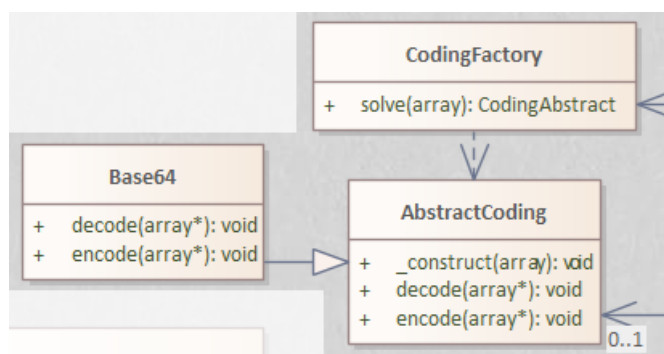 CodingFactory
+ solve(array): CodingAbstract
Base64
+ decode(array*): void
+ encode(array*): void
AbstractCoding
+ _construct(array): void
+ decode(array*): void
+ encode(array*): void
0..1